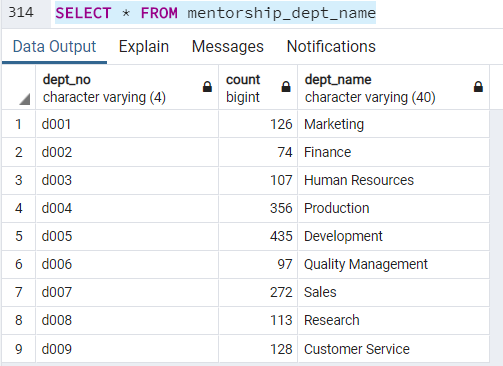 314 SELECT * FROM mentorship_dept_name
Data Output Explain Messages Notifications
dept_no count dept_name
character varying (4) bigint character varying (40)
1 d001 126 Marketing
2 d002 74 Finance
3 d003 107 Human Resources
4 d004 356 Production
5 d005 435 Development
6 d006 97 Quality Management
7 d007 272 Sales
8 d008 113 Research
9 d009 128 Customer Service